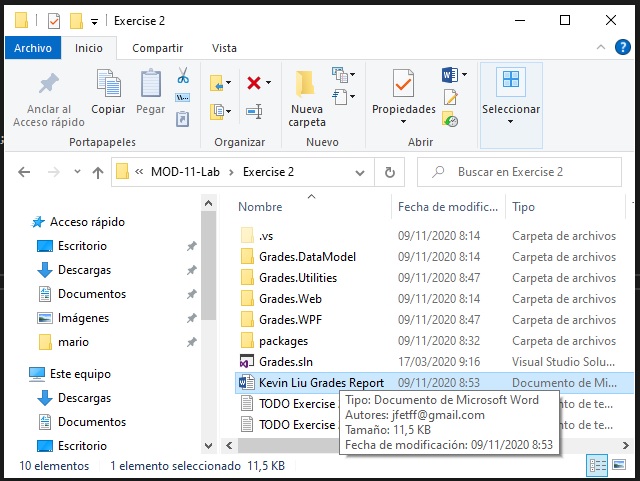 Exercise 2
Archivo Inicio Compartir Vista
Anclar al Acceso rápido
Copiar
Pegar
Nueva carpeta
Propiedades
Seleccionar
Portapapeles Organizar Nuevo Abrir
MOD-11-Lab Exercise 2
Buscar en Exercise 2
Acceso rápido
Escritorio
Descargas
Documentos
Imágenes
mario
Este equipo
Descargas
Documentos
Escritorio
Nombre Fecha de modific... Tipo
.vs 09/11/2020 8:14 Carpeta de archivos
Grades.DataModel 09/11/2020 8:14 Carpeta de archivos
Grades.Utilities 09/11/2020 8:47 Carpeta de archivos
Grades.Web 09/11/2020 8:14 Carpeta de archivos
Grades.WPF 09/11/2020 8:47 Carpeta de archivos
packages 09/11/2020 8:32 Carpeta de archivos
Grades.sln 17/03/2020 9:16 Visual Studio Solu...
Kevin Liu Grades Report 09/11/2020 8:53 Documento de Mi...
TODO Exercise
TODO Exercise
Tipo: Documento de Microsoft Word
Autores: jfetff@gmail.com
Tamaño: 11,5 KB
Fecha de modificación: 09/11/2020 8:53
10 elementos 1 elemento seleccionado 11,5 KB